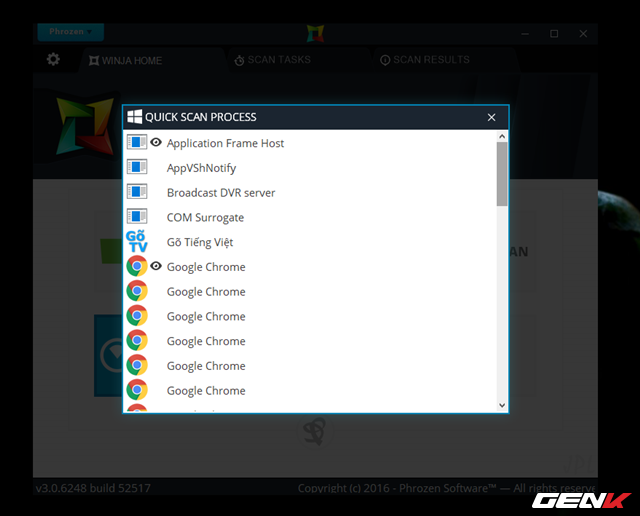 Phrozen
WINJA HOME
SCAN TASKS
SCAN RESULTS
QUICK SCAN PROCESS
Application Frame Host
AppVShNotify
Broadcast DVR server
COM Surrogate
Gõ TV
Gõ Tiếng Việt
Google Chrome
Google Chrome
Google Chrome
Google Chrome
Google Chrome
Google Chrome
AN
v3.0.6248 build 52517
Copyright (c) 2016 - Phrozen Software™ — All rights reserve
GENK